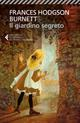 FRANCES HODGSON
BURNETT
Il giardino segreto